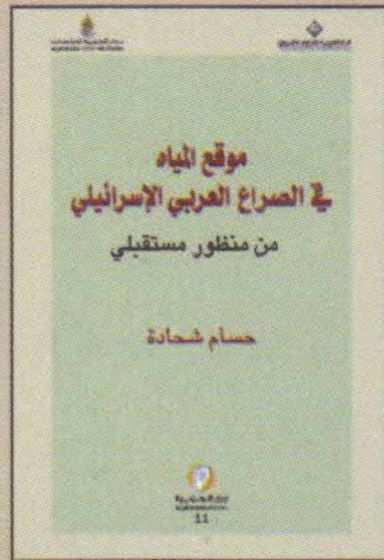 موقع المياه
في الصراع العربي الإسرائيلي
من منظور مستقبلي
حسام شحادة
11